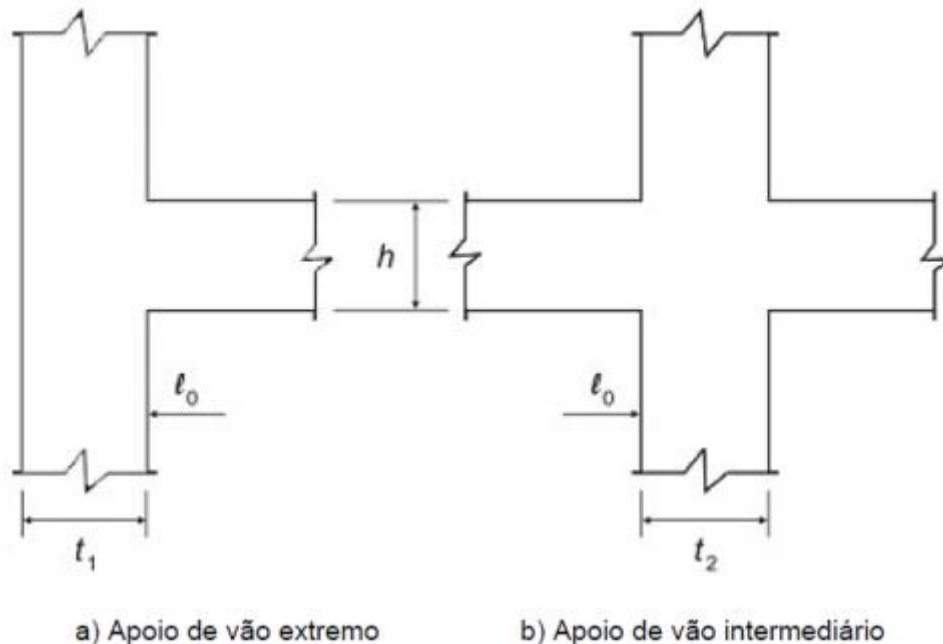 h
ℓ₀
ℓ₀
t₁
t₂
a) Apoio de vão extremo
b) Apoio de vão intermediário